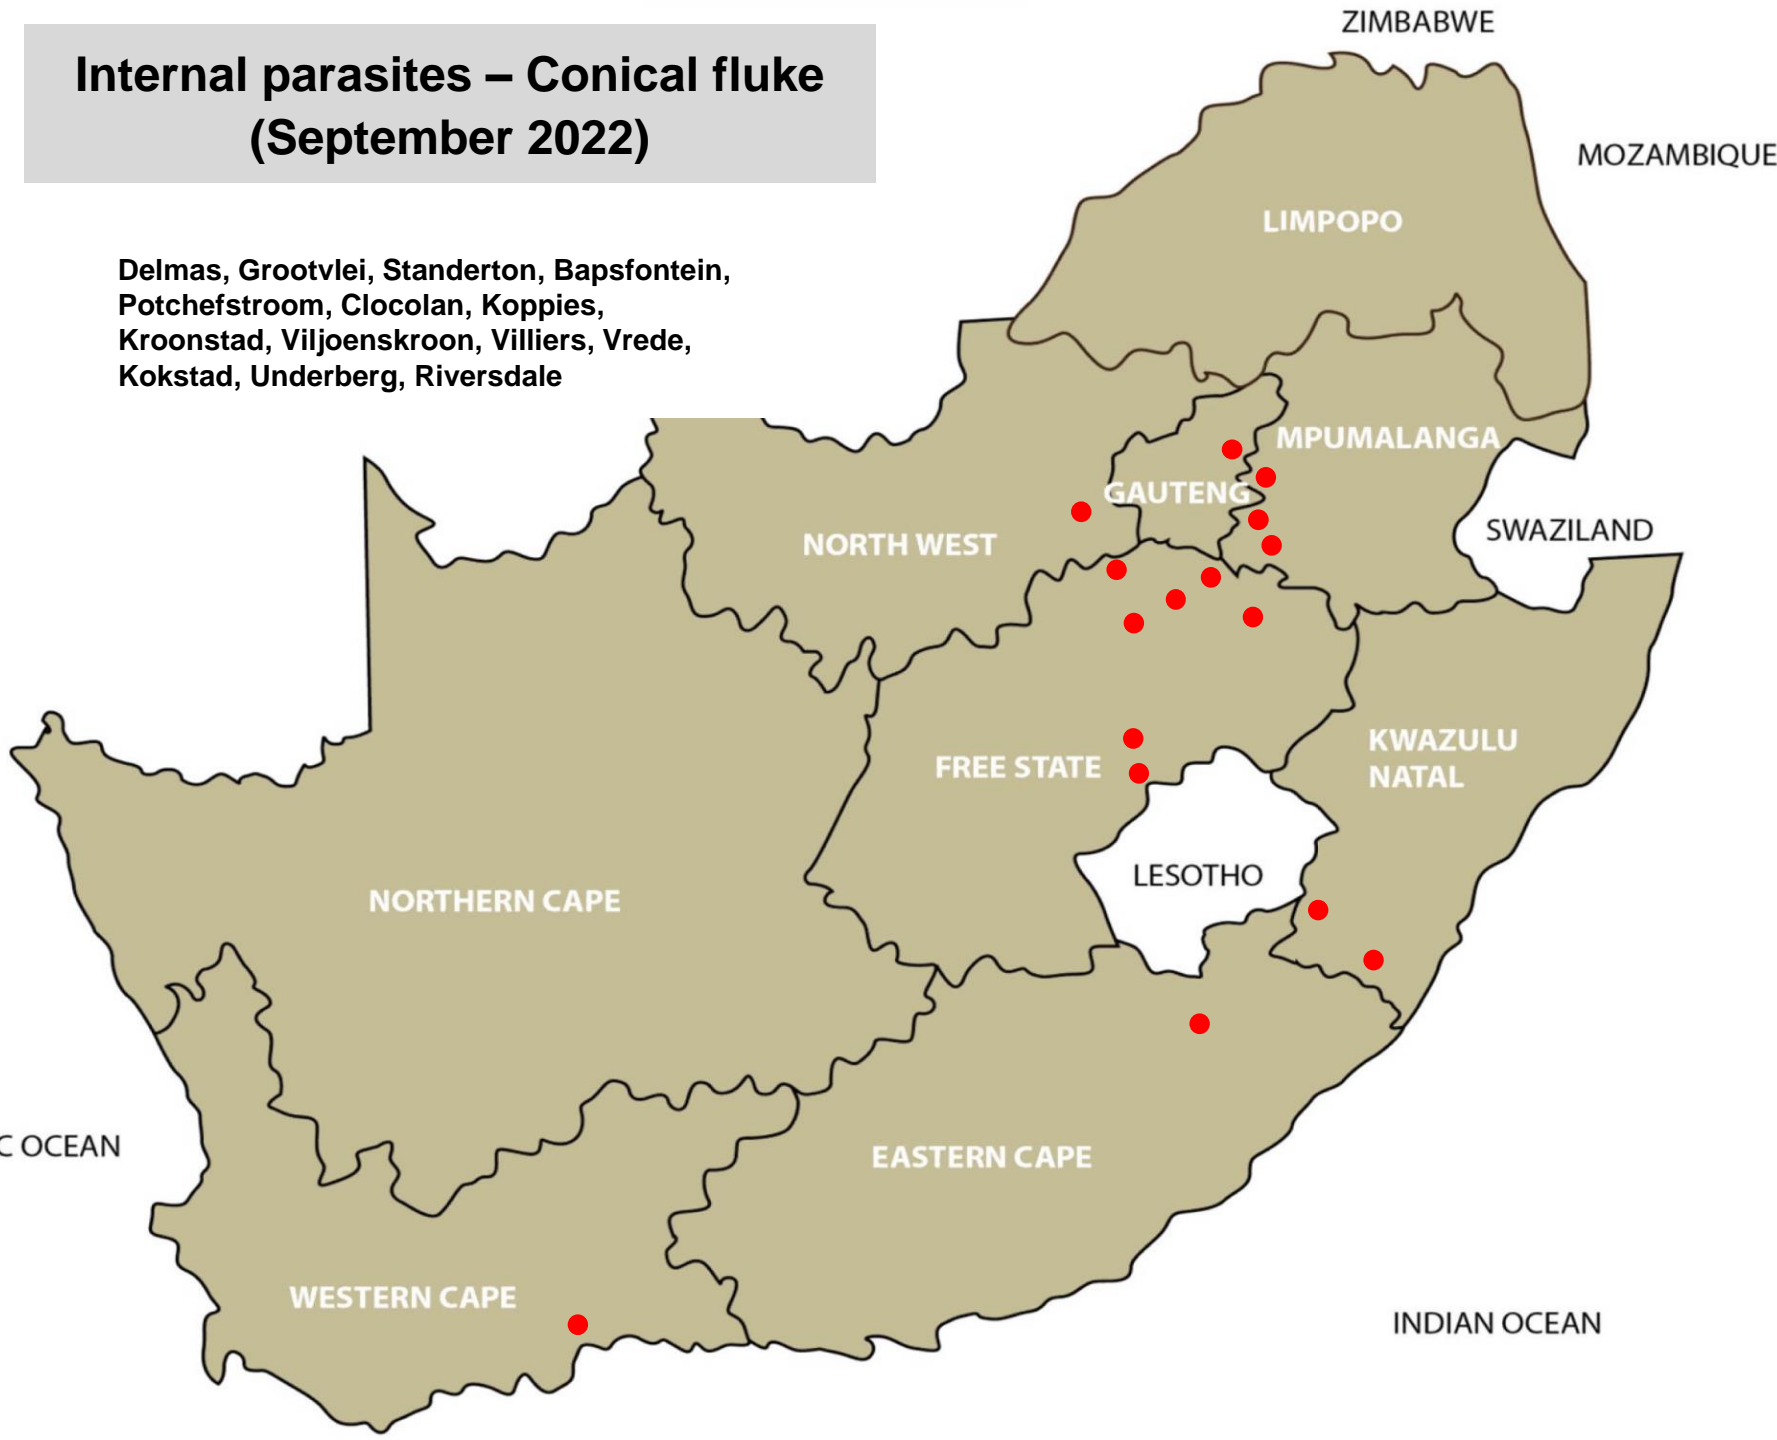 ZIMBABWE
Internal parasites – Conical fluke
(September 2022)
MOZAMBIQUE
LIMPOPO
Delmas, Grootvlei, Standerton, Bapsfontein,
Potchefstroom, Clocolan, Koppies,
Kroonstad, Viljoenskroon, Villiers, Vrede,
Kokstad, Underberg, Riversdale
MPUMALANGA
GAUTENG
SWAZILAND
NORTH WEST
KWAZULU
NATAL
FREE STATE
LESOTHO
NORTHERN CAPE
C OCEAN
EASTERN CAPE
WESTERN CAPE
INDIAN OCEAN